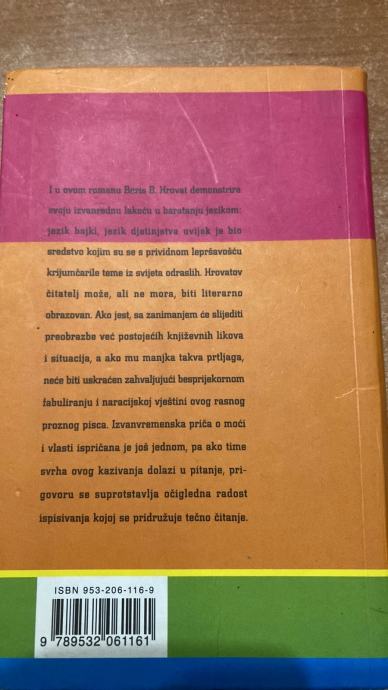 I u ovom romanu Boris B. Hrovat demonstrira
svoju izvanrednu lakoću u baratanju jezikom:
jezik bajki, jezik djetinjstva uvijek je bio
sredstvo kojim su se s prividnom lepršavošću
krijumčarile teme iz svijeta odraslih. Hrovatov
čitatelj može, ali ne mora, biti literarno
obrazovan. Ako jest, sa zanimanjem će slijediti
preobrazbe već postojećih književnih likova
i situacija, a ako mu manjka takva prtljaga,
neće biti uskraćen zahvaljujući besprijekornom
fabuliranju i naracijskoj vještini ovog rasnog
proznog pisca. Izvanvremenska priča o moći
i vlasti ispričana je još jednom, pa ako time
svrha ovog kazivanja dolazi u pitanje, pri-
govoru se suprotstavlja očigledna radost
ispisivanja kojoj se pridružuje tečno čitanje.
ISBN 953-206-116-9
9 789532 061161